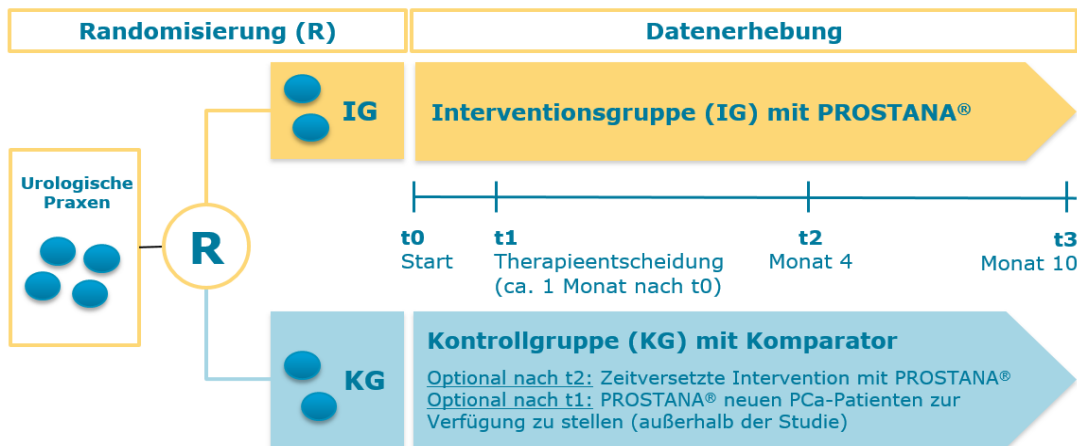 Randomisierung (R)
Datenerhebung
IG
Interventionsgruppe (IG) mit PROSTANA®
Urologische
Praxen
R
t0
Start
t1
Therapieentscheidung
(ca. 1 Monat nach t0)
t2
Monat 4
t3
Monat 10
KG
Kontrollgruppe (KG) mit Komparator
Optional nach t2: Zeitversetzte Intervention mit PROSTANA®
Optional nach t1: PROSTANA® neuen PCa-Patienten zur
Verfügung zu stellen (außerhalb der Studie)